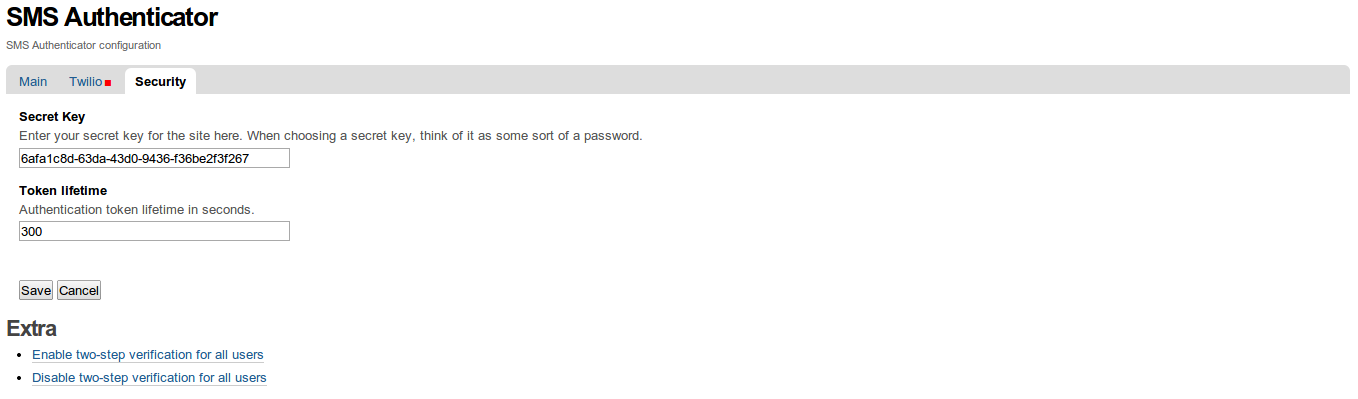 SMS Authenticator
SMS Authenticator configuration
Main Twilio Security
Secret Key
Enter your secret key for the site here. When choosing a secret key, think of it as some sort of a password.
6afa1c8d-63da-43d0-9436-f36be2f3f267
Token lifetime
Authentication token lifetime in seconds.
300
Save Cancel
Extra
Enable two-step verification for all users
Disable two-step verification for all users